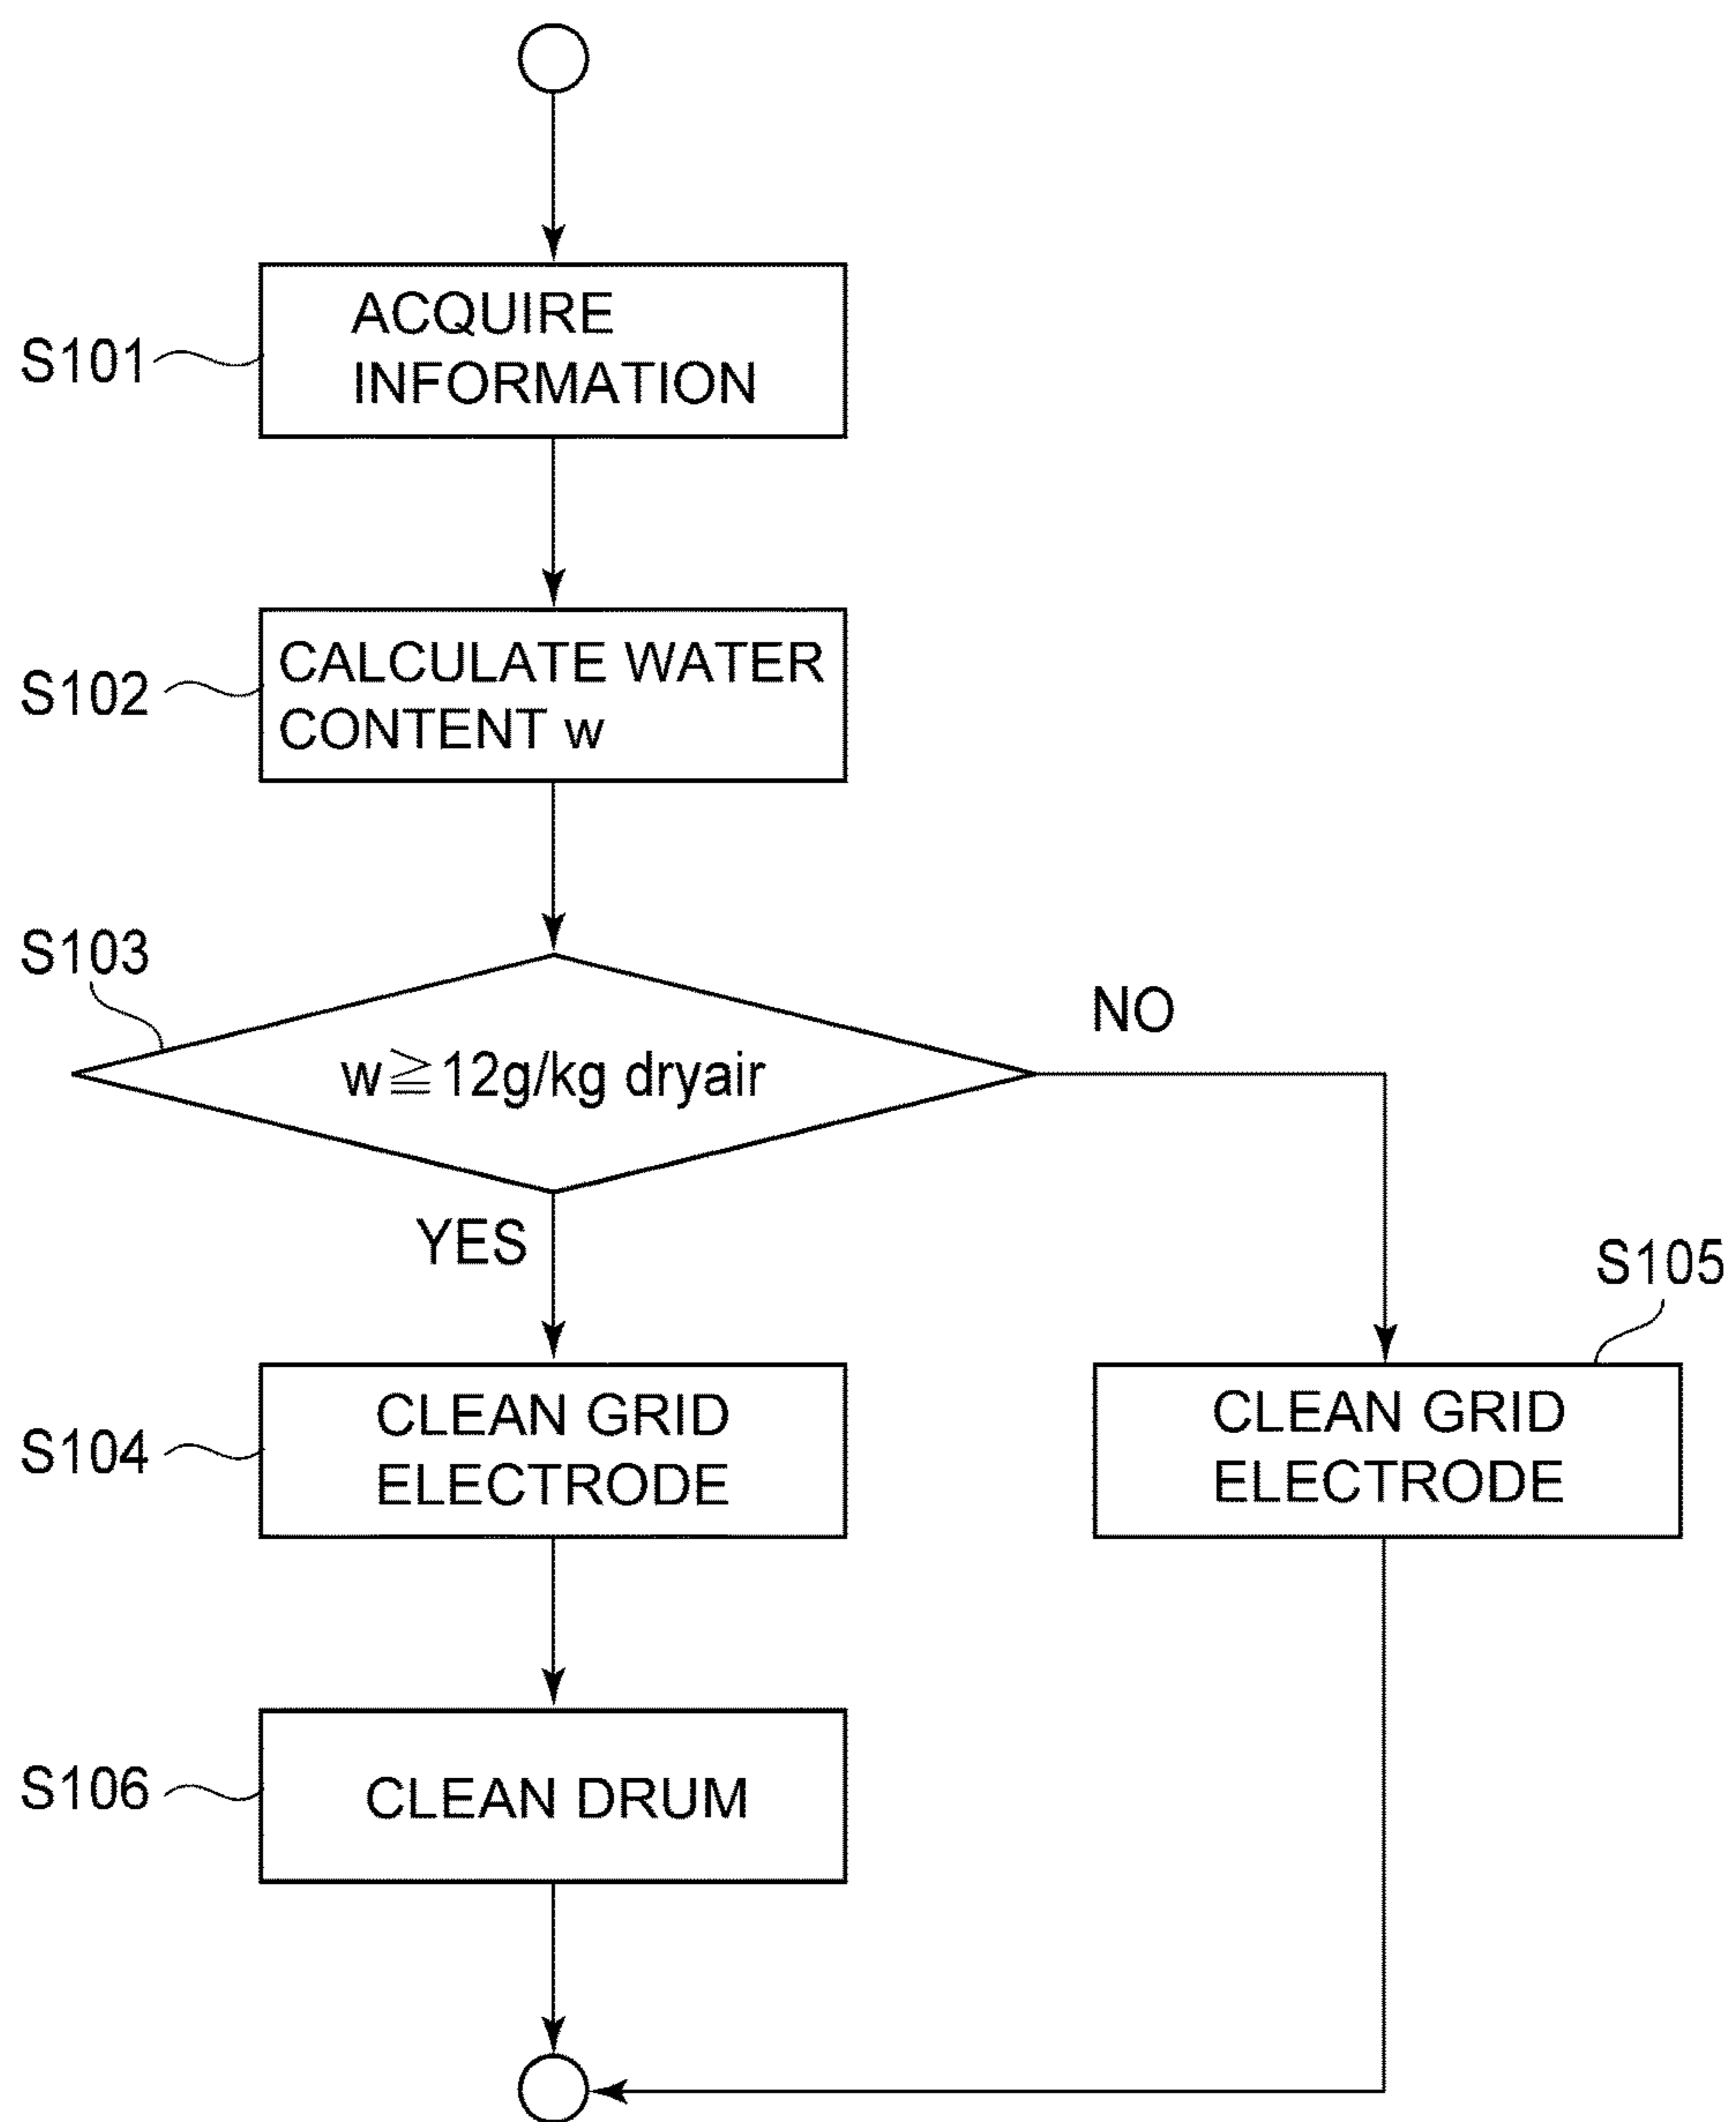 S101
ACQUIRE
INFORMATION
S102
CALCULATE WATER
CONTENT w
S103
w≧12g/kg dryair
NO
YES
S104
CLEAN GRID
ELECTRODE
S105
CLEAN GRID
ELECTRODE
S106
CLEAN DRUM